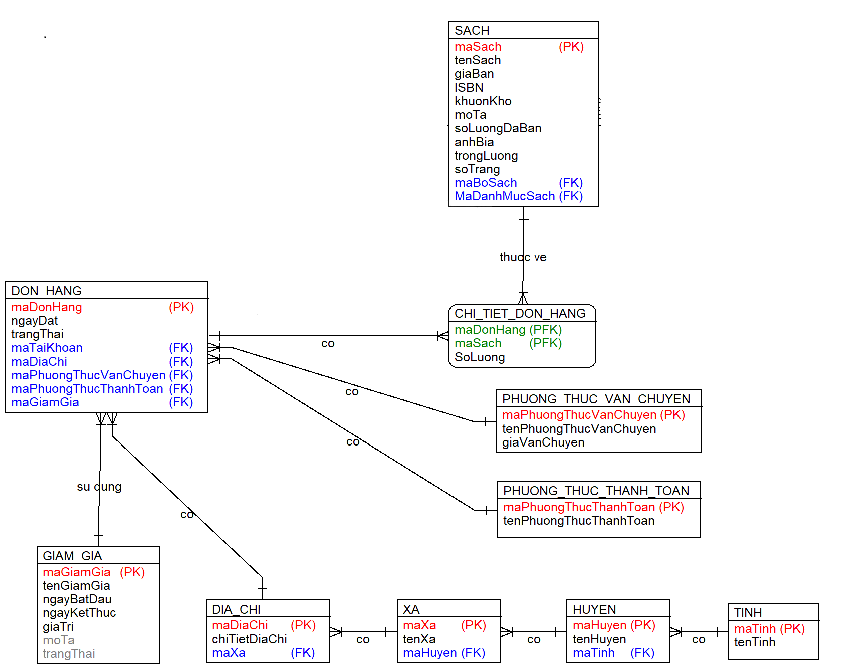 SACH
maSach (PK)
tenSach
giaBan
ISBN
khuonKho
moTa
soLuongDaBan
anhBia
trongLuong
soTrang
maBoSach (FK)
MaDanhMucSach (FK)
thuoc ve
DON_HANG
maDonHang (PK)
ngayDat
trangThai
maTaiKhoan (FK)
maDiaChi (FK)
maPhuongThucVanChuyen (FK)
maPhuongThucThanhToan (FK)
maGiamGia (FK)
co
CHI_TIET_DON_HANG
maDonHang (PFK)
maSach (PFK)
SoLuong
co
PHUONG_THUC_VAN_CHUYEN
maPhuongThucVanChuyen (PK)
tenPhuongThucVanChuyen
giaVanChuyen
co
PHUONG_THUC_THANH_TOAN
maPhuongThucThanhToan (PK)
tenPhuongThucThanhToan
su dung
co
GIAM_GIA
maGiamGia (PK)
tenGiamGia
ngayBatDau
ngayKetThuc
giaTri
moTa
trangThai
DIA_CHI
maDiaChi (PK)
chiTietDiaChi
maXa (FK)
co
XA
maXa (PK)
tenXa
maHuyen (FK)
co
HUYEN
maHuyen (PK)
tenHuyen
maTinh (FK)
co
TINH
maTinh (PK)
tenTinh